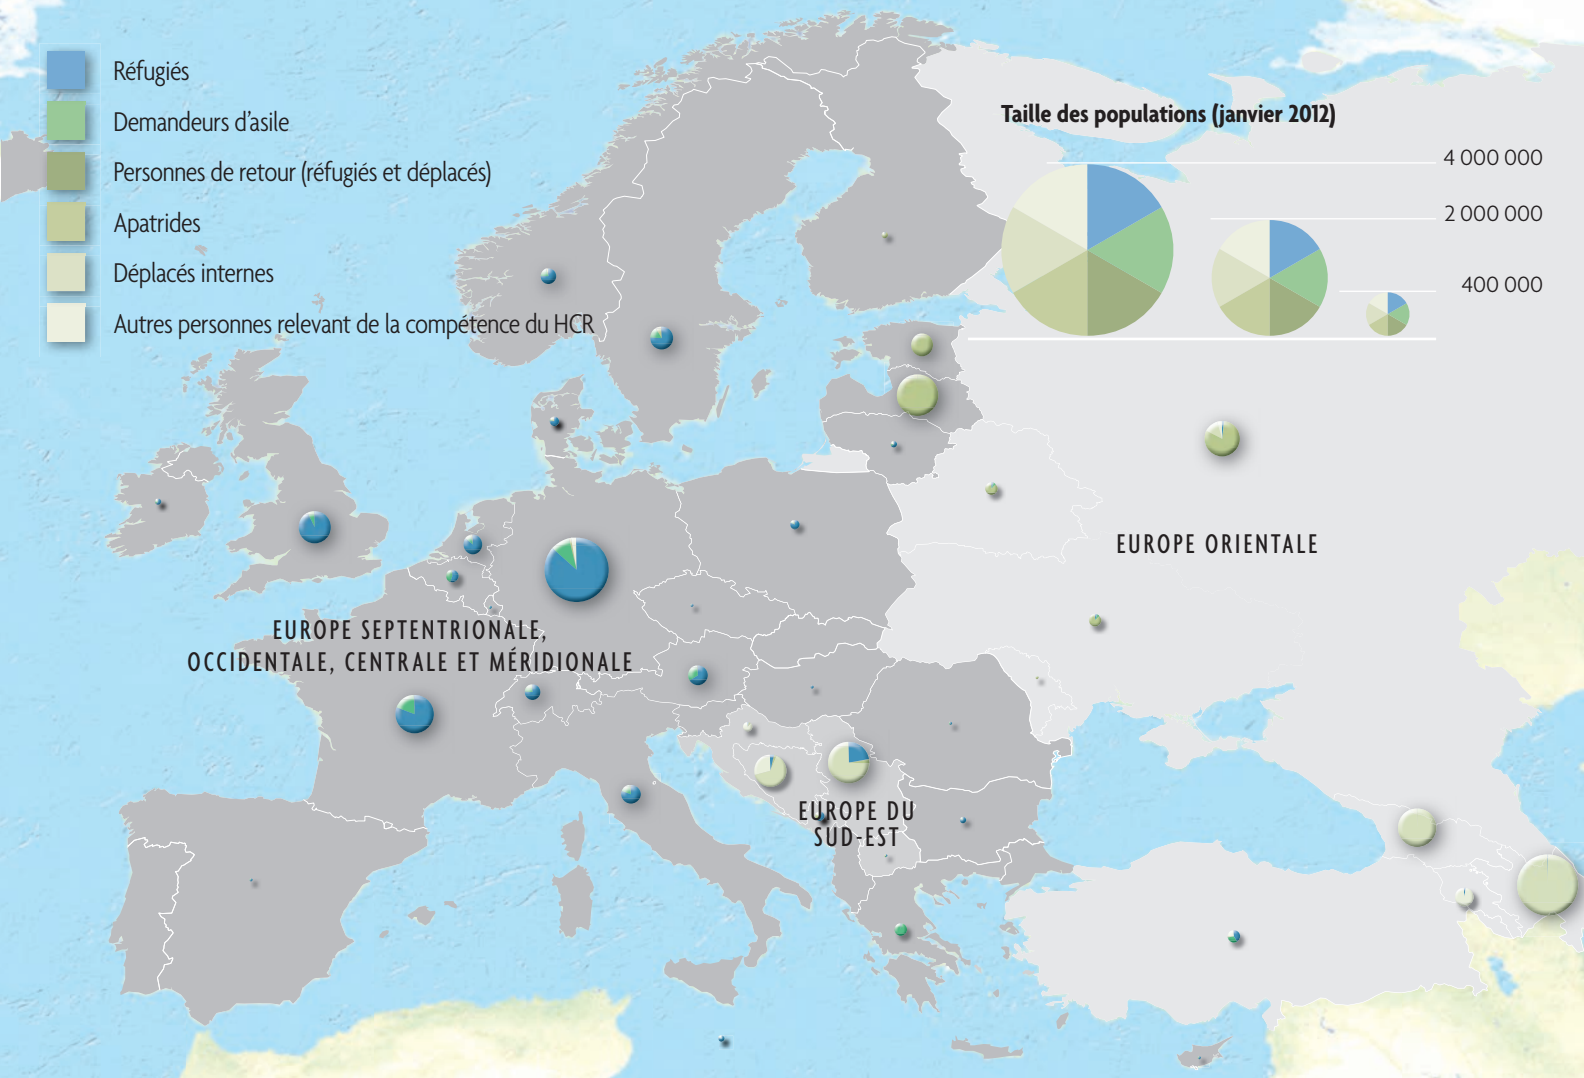 Réfugiés
Demandeurs d'asile
Personnes de retour (réfugiés et déplacés)
Apatrides
Déplacés internes
Autres personnes relevant de la compétence du HCR
Taille des populations (janvier 2012)
4 000 000
2 000 000
400 000
EUROPE ORIENTALE
EUROPE SEPTENTRIONALE,
OCCIDENTALE, CENTRALE ET MÉRIDIONALE
EUROPE DU
SUD-EST